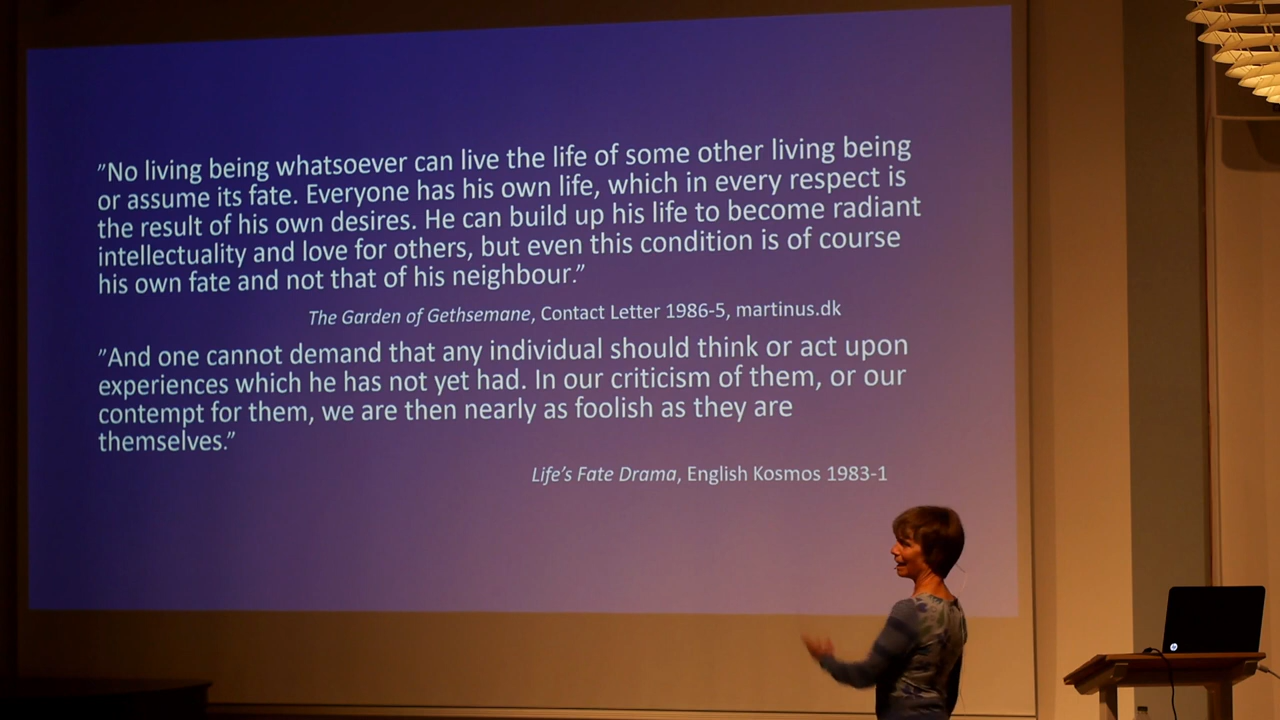 ”No living being whatsoever can live the life of some other living being
or assume its fate. Everyone has his own life, which in every respect is
the result of his own desires. He can build up his life to become radiant
intellectuality and love for others, but even this condition is of course
his own fate and not that of his neighbour.”
The Garden of Gethsemane, Contact Letter 1986-5, martinus.dk
”And one cannot demand that any individual should think or act upon
experiences which he has not yet had. In our criticism of them, or our
contempt for them, we are then nearly as foolish as they are
themselves.”
Life’s Fate Drama, English Kosmos 1983-1
hp